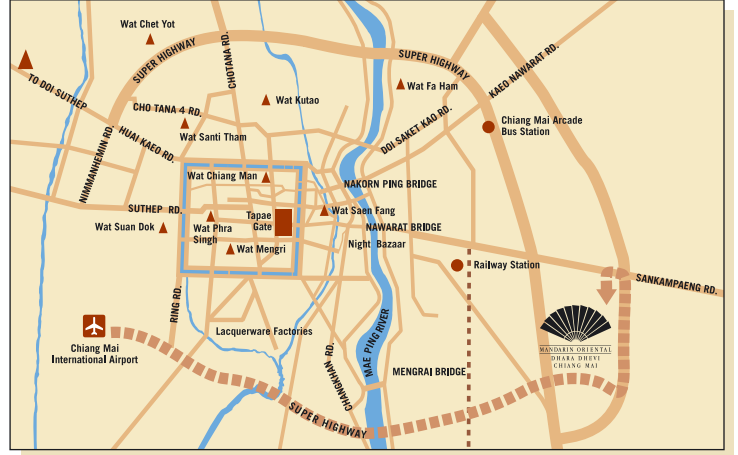 Wat Chet Yot
SUPER HIGHWAY
CHOTANA RD.
SUPER HIGHWAY
KAEO NAWARAT RD.
TO DOI SUTHEP
Wat Fa Ham
CHO TANA 4 RD.
Wat Kutao
DOI SAKET KAO RD.
Chiang Mai Arcade
Bus Station
HUAI KAEO RD.
Wat Santi Tham
NIMMANHEMIN RD.
Wat Chiang Man
NAKORN PING BRIDGE
SUTHEP RD.
Wat Saen Fang
Tapae
Gate
Wat Suan Dok
Wat Phra
Singh
NAWARAT BRIDGE
Night Bazaar
Wat Mengri
Railway Station
SANKAMPAENG RD.
RING RD.
Lacquerware Factories
MAE PING RIVER
Chiang Mai
International Airport
CHANGKHAN RD.
MENGRAI BRIDGE
MANDARIN ORIENTAL
DHARA DHEVI
CHIANG MAI
SUPER HIGHWAY